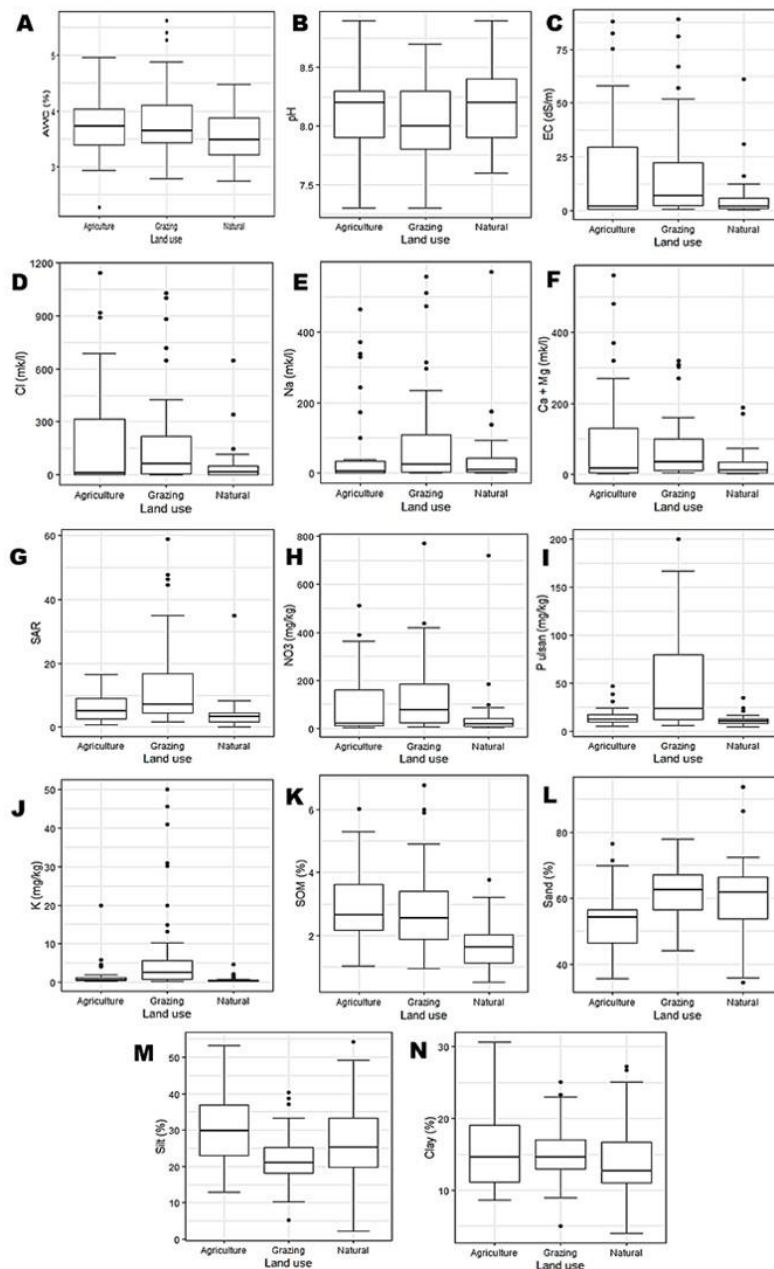 A
AWC (%)
5
4
3
Agriculture Grazing Natural
Land use
B
pH
8.5
8.0
7.5
Agriculture Grazing Natural
Land use
C
EC (dS/m)
75
50
25
0
Agriculture Grazing Natural
Land use
D
Cl (mk/l)
1200
900
600
300
0
Agriculture Grazing Natural
Land use
E
Na (mk/l)
400
200
0
Agriculture Grazing Natural
Land use
F
Ca + Mg (mk/l)
400
200
0
Agriculture Grazing Natural
Land use
G
SAR
60
40
20
0
Agriculture Grazing Natural
Land use
H
NO3 (mg/kg)
800
600
400
200
0
Agriculture Grazing Natural
Land use
I
P ulsan (mg/kg)
200
150
100
50
0
Agriculture Grazing Natural
Land use
J
K (mg/kg)
50
40
30
20
10
0
Agriculture Grazing Natural
Land use
K
SOM (%)
6
4
2
Agriculture Grazing Natural
Land use
L
Sand (%)
80
60
40
Agriculture Grazing Natural
Land use
M
Silt (%)
50
40
30
20
10
0
Agriculture Grazing Natural
Land use
N
Clay (%)
30
20
10
Agriculture Grazing Natural
Land use